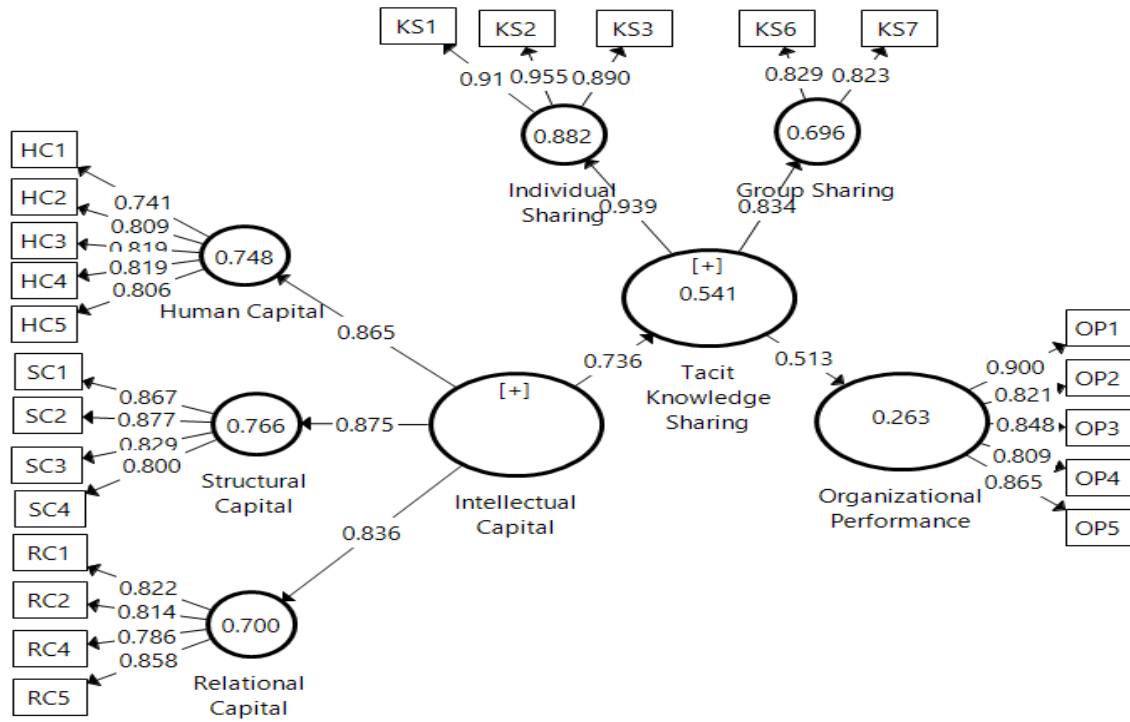 KS1
KS2
KS3
KS6
KS7
0.91
0.955
0.890
0.829
0.823
0.882
0.696
Individual
Sharing
Group Sharing
0.939
0.834
HC1
HC2
HC3
HC4
HC5
0.741
0.809
0.819
0.819
0.806
0.748
Human Capital
0.865
[+]
0.541
Tacit
Knowledge
Sharing
0.736
0.513
SC1
SC2
SC3
SC4
0.867
0.877
0.829
0.800
0.766
Structural
Capital
0.875
[+]
Intellectual
Capital
0.836
0.263
Organizational
Performance
0.900
0.821
0.848
0.809
0.865
OP1
OP2
OP3
OP4
OP5
RC1
RC2
RC4
RC5
0.822
0.814
0.786
0.858
0.700
Relational
Capital